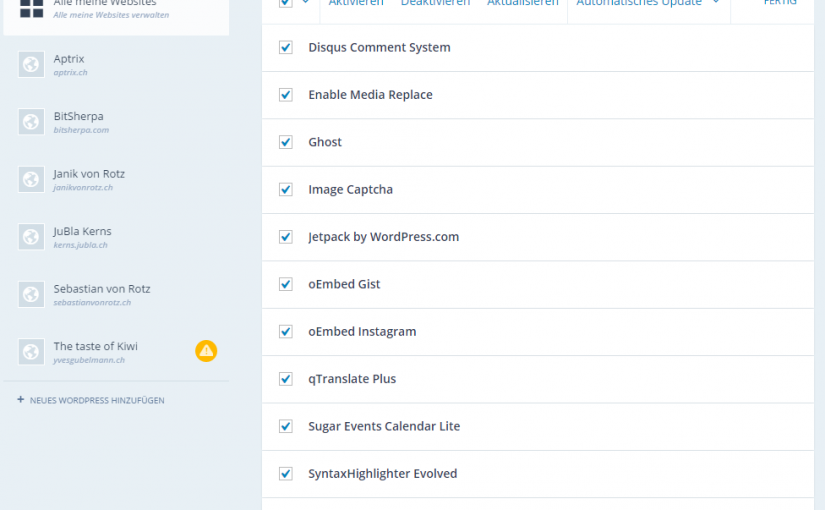 Alle meine Websites
Alle meine Websites verwalten
Aptrix
aptrix.ch
BitSherpa
bitsherpa.com
Janik von Rotz
janikvonrotz.ch
JuBla Kerns
kerns.jubla.ch
Sebastian von Rotz
sebastianvonrotz.ch
The taste of Kiwi
yvesgubelmann.ch
+ NEUES WORDPRESS HINZUFÜGEN
Aktivieren Deaktivieren Aktualisieren Automatisches Update FERTIG
Disqus Comment System
Enable Media Replace
Ghost
Image Captcha
Jetpack by WordPress.com
oEmbed Gist
oEmbed Instagram
qTranslate Plus
Sugar Events Calendar Lite
SyntaxHighlighter Evolved